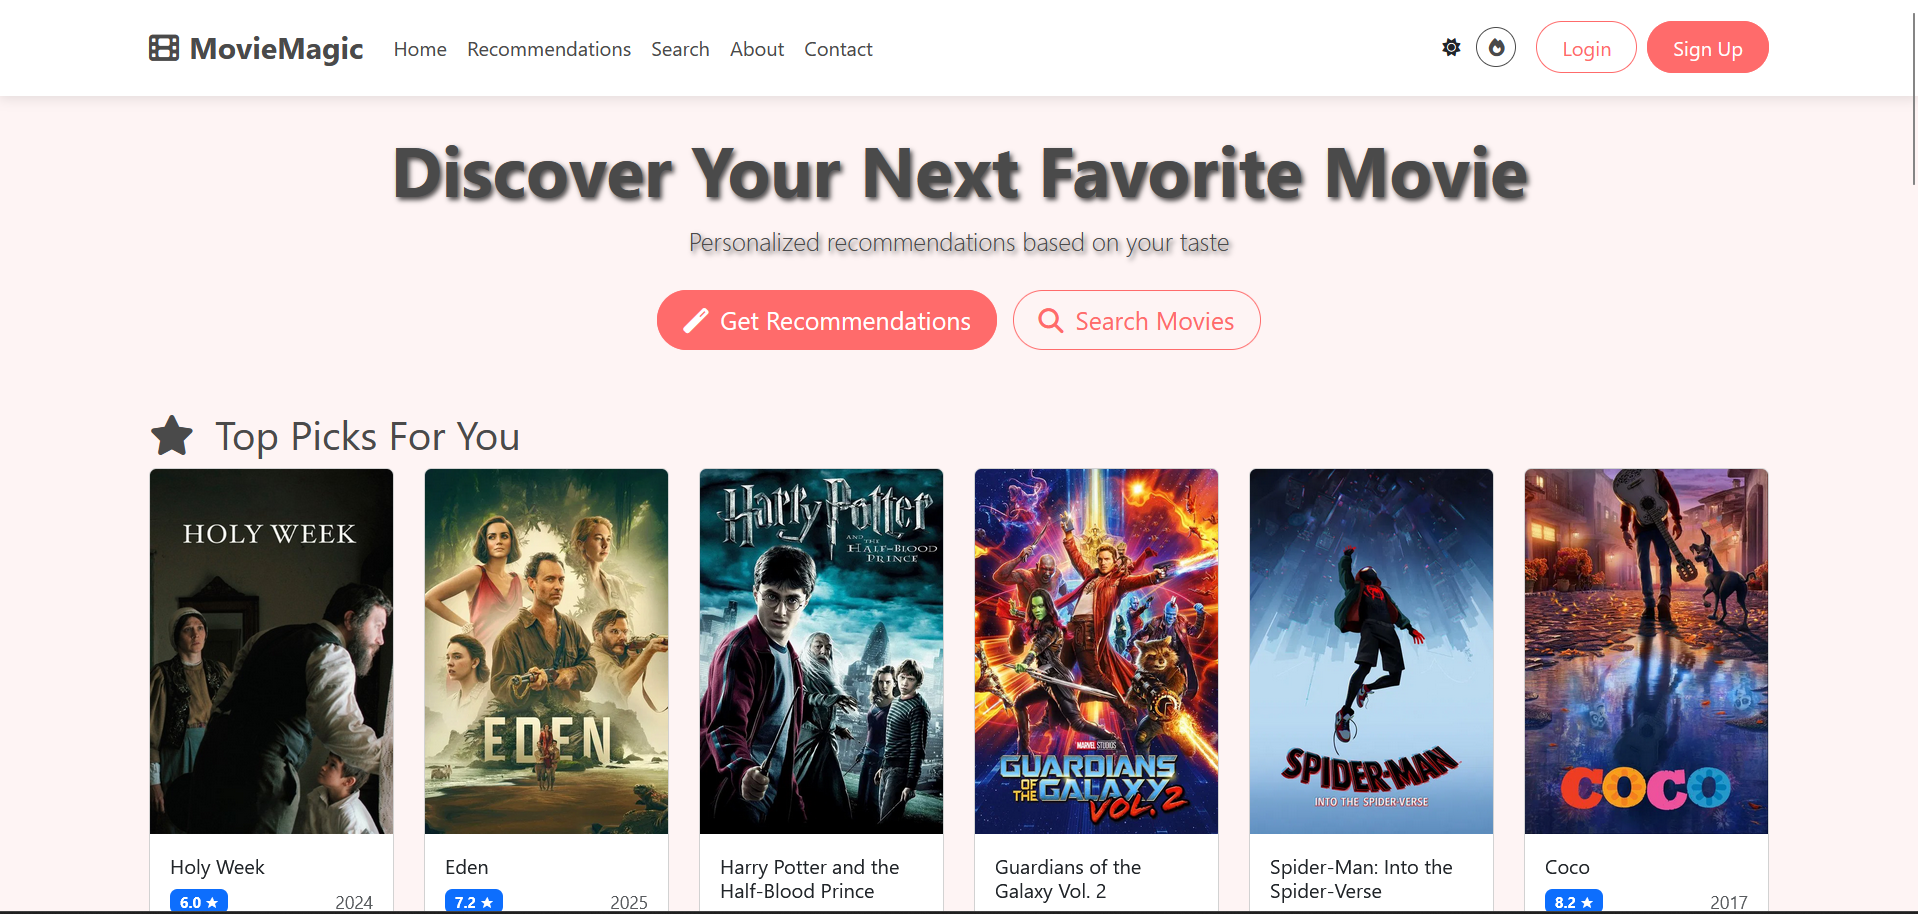 MovieMagic Home Recommendations Search About Contact Login Sign Up
Discover Your Next Favorite Movie
Personalized recommendations based on your taste
Get Recommendations Search Movies
Top Picks For You
HOLY WEEK
EDEN
Harry Potter
AND THE
HALF-BLOOD
PRINCE
MARVEL STUDIOS
GUARDIANS
OF THE GALAXY
VOL. 2
SPIDER-MAN
INTO THE SPIDER-VERSE
COCO
Holy Week
6.0 ★ 2024
Eden
7.2 ★ 2025
Harry Potter and the
Half-Blood Prince
Guardians of the
Galaxy Vol. 2
Spider-Man: Into the
Spider-Verse
Coco
8.2 ★ 2017